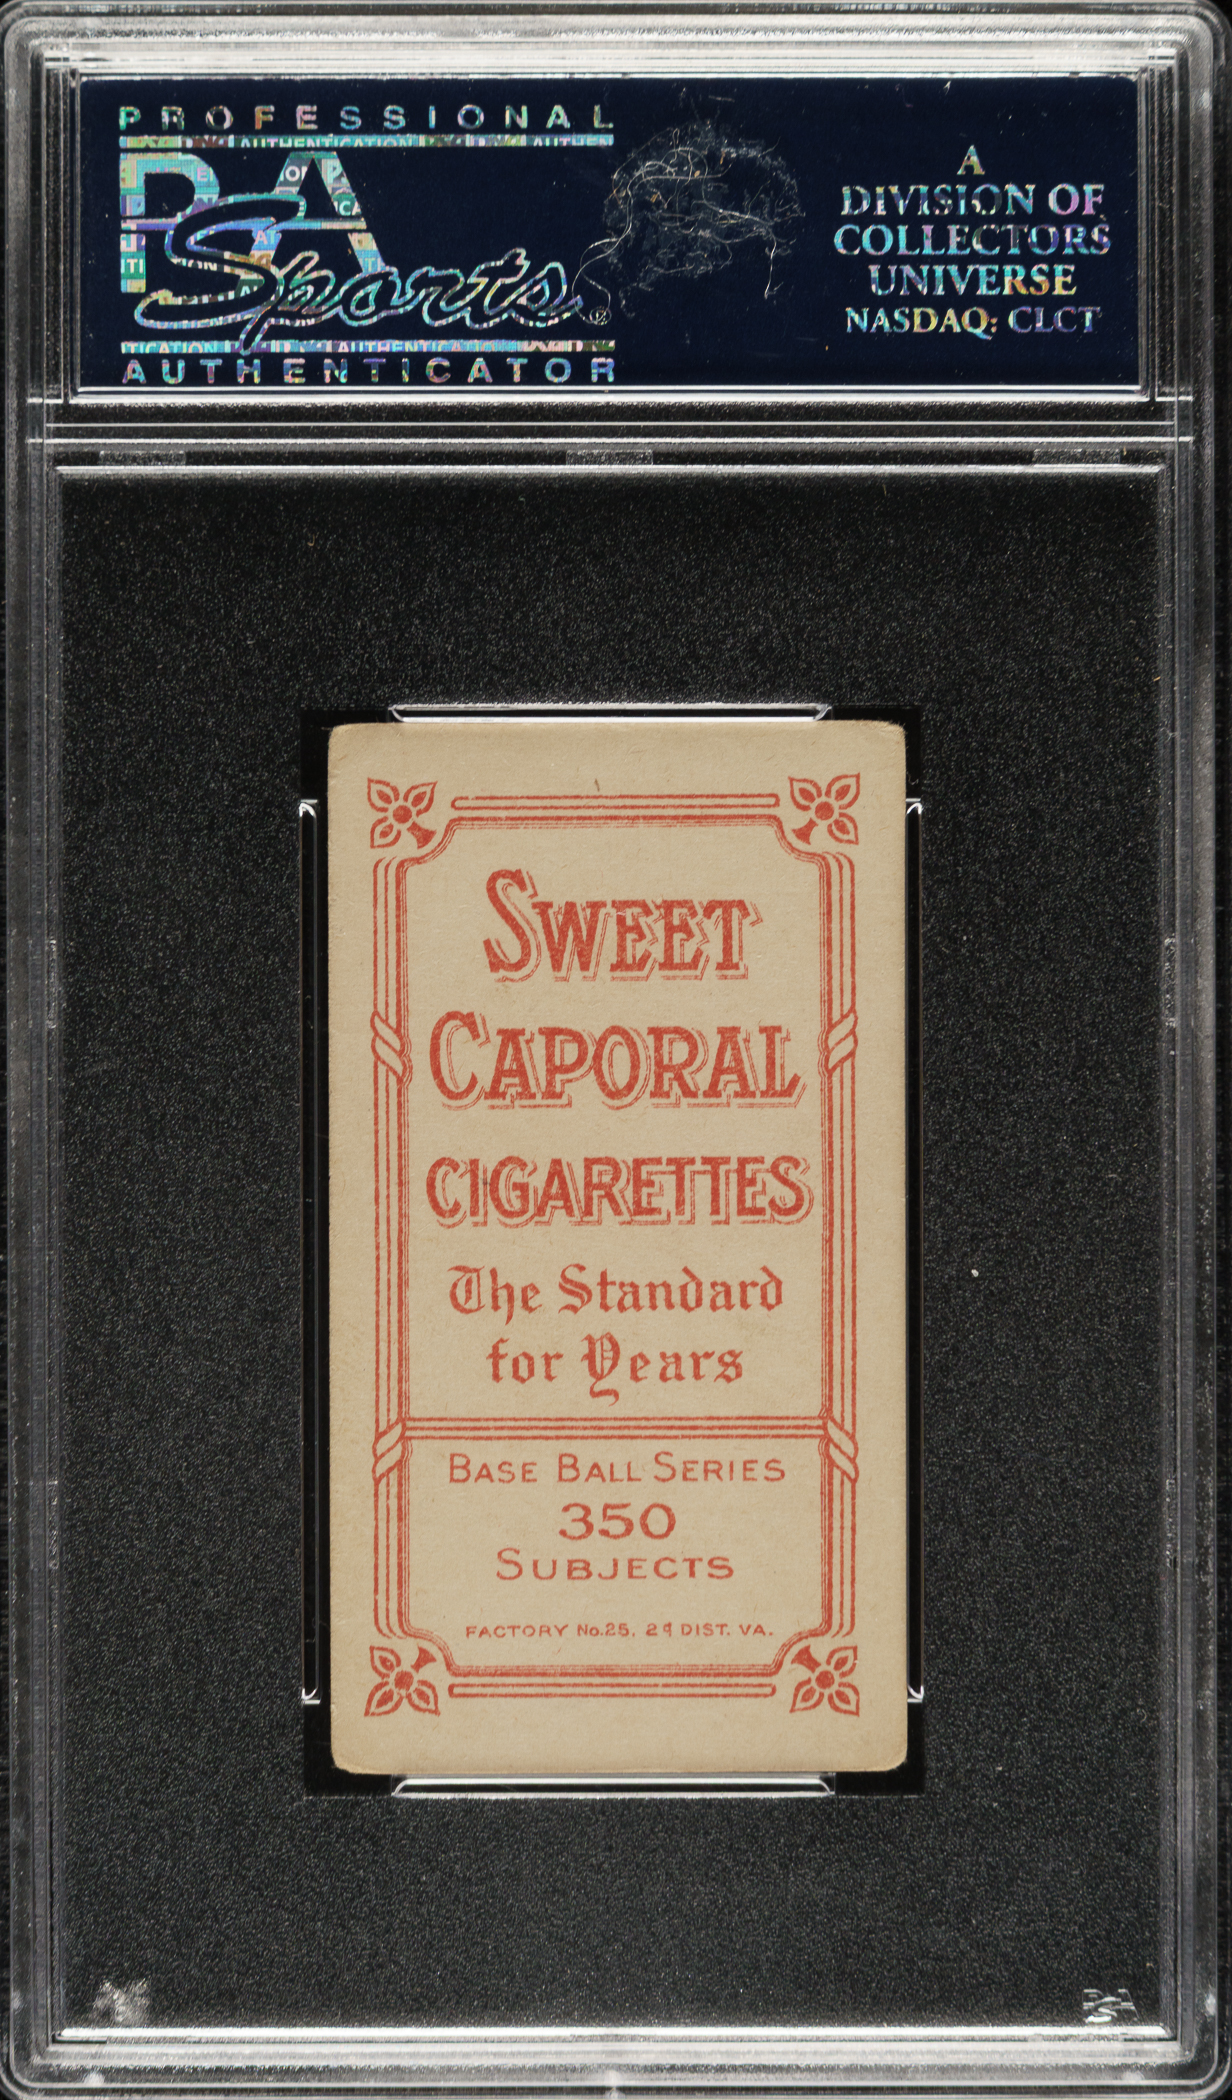 PROFESSIONAL
PSA
Sports®
AUTHENTICATOR
A
DIVISION OF
COLLECTORS
UNIVERSE
NASDAQ: CLCT
SWEET
CAPORAL
CIGARETTES
The Standard
for Years
BASE BALL SERIES
350
SUBJECTS
FACTORY No.25, 2d DIST. VA.
PSA